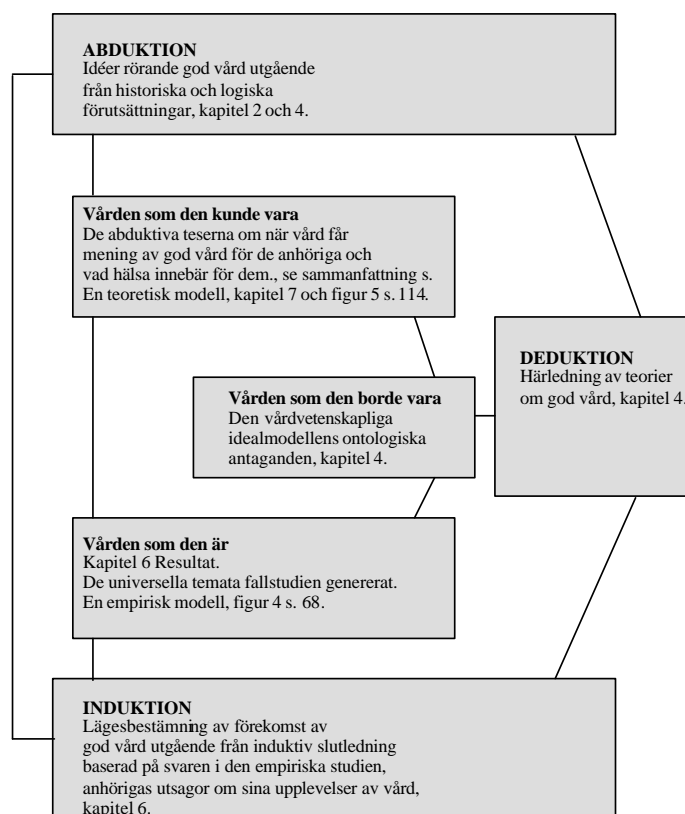 ABDUKTION
Idéer rörande god vård utgående
från historiska och logiska
förutsättningar, kapitel 2 och 4.
Vården som den kunde vara
De abduktiva teserna om när vård får
mening av god vård för de anhöriga och
vad hälsa innebär för dem., se sammanfattning s.
En teoretisk modell, kapitel 7 och figur 5 s. 114.
DEDUKTION
Härledning av teorier
om god vård, kapitel 4.
Vården som den borde vara
Den vårdvetenskapliga
idealmodellens ontologiska
antaganden, kapitel 4.
Vården som den är
Kapitel 6 Resultat.
De universella temata fallstudien genererat.
En empirisk modell, figur 4 s. 68.
INDUKTION
Lägesbestämning av förekomst av
god vård utgående från induktiv slutledning
baserad på svaren i den empiriska studien,
anhörigas utsagor om sina upplevelser av vård,
kapitel 6.